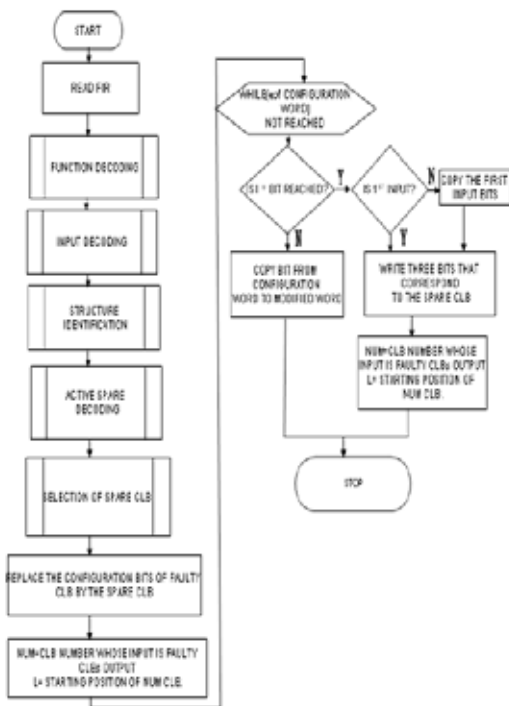 START
READ FIR
FUNCTION DECODING
INPUT DECODING
STRUCTURE
IDENTIFICATION
ACTIVE SPARE
DECODING
SELECTION OF SPARE CLB
REPLACE THE CONFIGURATION BITS OF FAULTY
CLB BY THE SPARE CLB
NUM=CLB NUMBER WHOSE INPUT IS FAULTY
CLBs OUTPUT
L= STARTING POSITION OF NUM CLB.
WHILE(eof CONFIGURATION
WORD)
NOT REACHED
IS L BIT REACHED?
Y
IS 1ST INPUT?
N
COPY THE FIRST
INPUT BITS
N
Y
COPY BIT FROM
CONFIGURATION
WORD TO MODIFIED WORD
WRITE THREE BITS THAT
CORRESPOND
TO THE SPARE CLB
NUM=CLB NUMBER WHOSE
INPUT IS FAULTY CLBs OUTPUT
L= STARTING POSITION OF
NUM CLB.
STOP